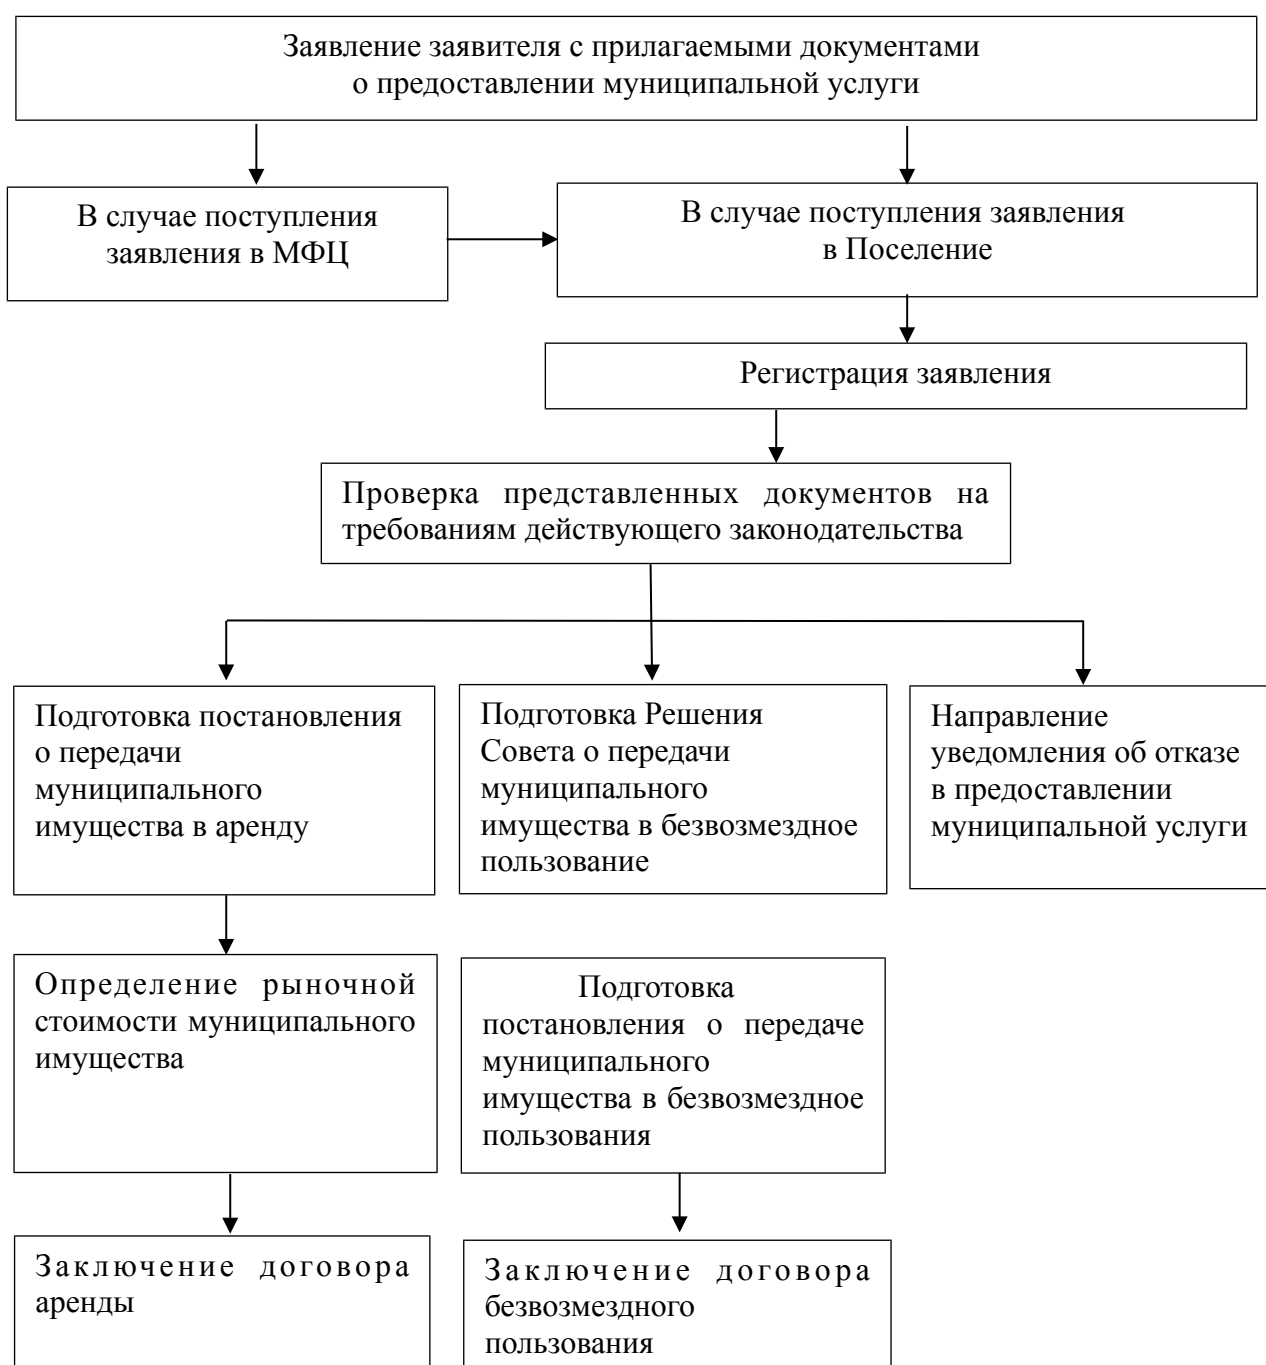 Заявление заявителя с прилагаемыми документами
о предоставлении муниципальной услуги
В случае поступления
заявления в МФЦ
В случае поступления заявления
в Поселение
Регистрация заявления
Проверка представленных документов на
требованиям действующего законодательства
Подготовка постановления
о передачи
муниципального
имущества в аренду
Подготовка Решения
Совета о передачи
муниципального
имущества в безвозмездное
пользование
Направление
уведомления об отказе
в предоставлении
муниципальной услуги
Определение рыночной
стоимости муниципального
имущества
Подготовка
постановления о передаче
муниципального
имущества в безвозмездное
пользования
Заключение договора
аренды
Заключение договора
безвозмездного
пользования